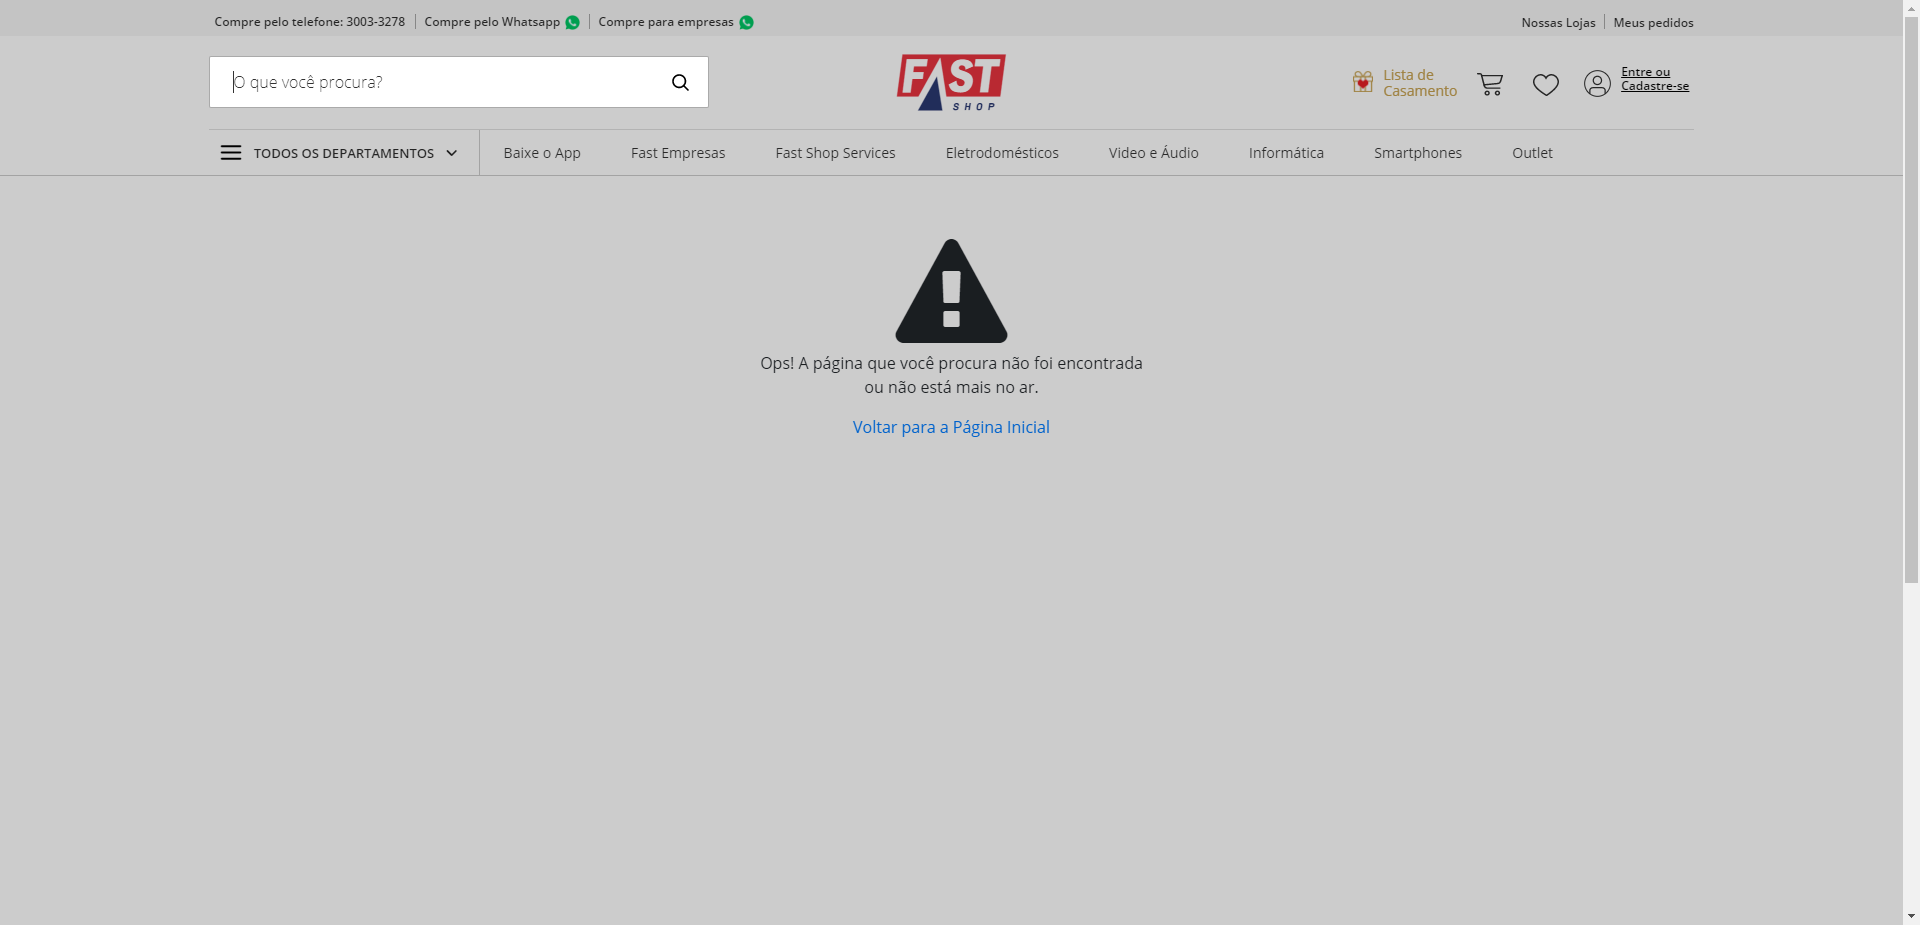 Compre pelo telefone: 3003-3278
Compre pelo Whatsapp
Compre para empresas
Nossas Lojas
Meus pedidos
O que você procura?
FAST
SHOP
Lista de
Casamento
Entre ou
Cadastre-se
TODOS OS DEPARTAMENTOS
Baixe o App
Fast Empresas
Fast Shop Services
Eletrodomésticos
Video e Áudio
Informática
Smartphones
Outlet
Ops! A página que você procura não foi encontrada
ou não está mais no ar.
Voltar para a Página Inicial